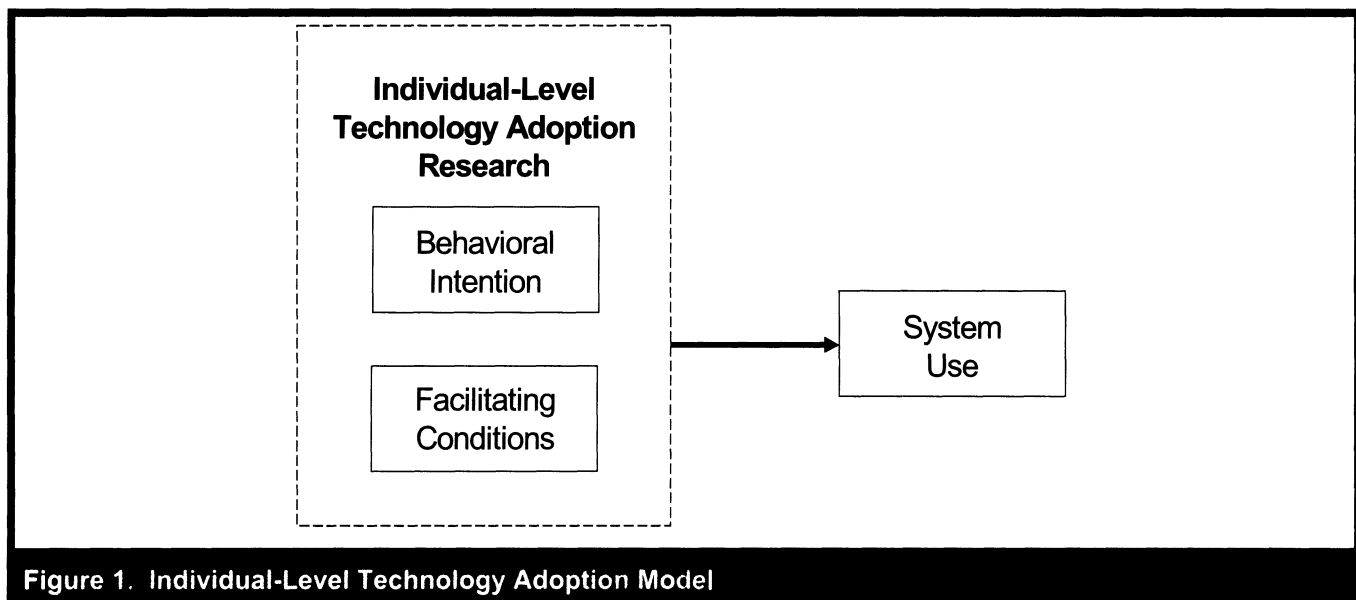 Individual-Level
Technology Adoption
Research
Behavioral
Intention
Facilitating
Conditions
System
Use
Figure 1. Individual-Level Technology Adoption Model